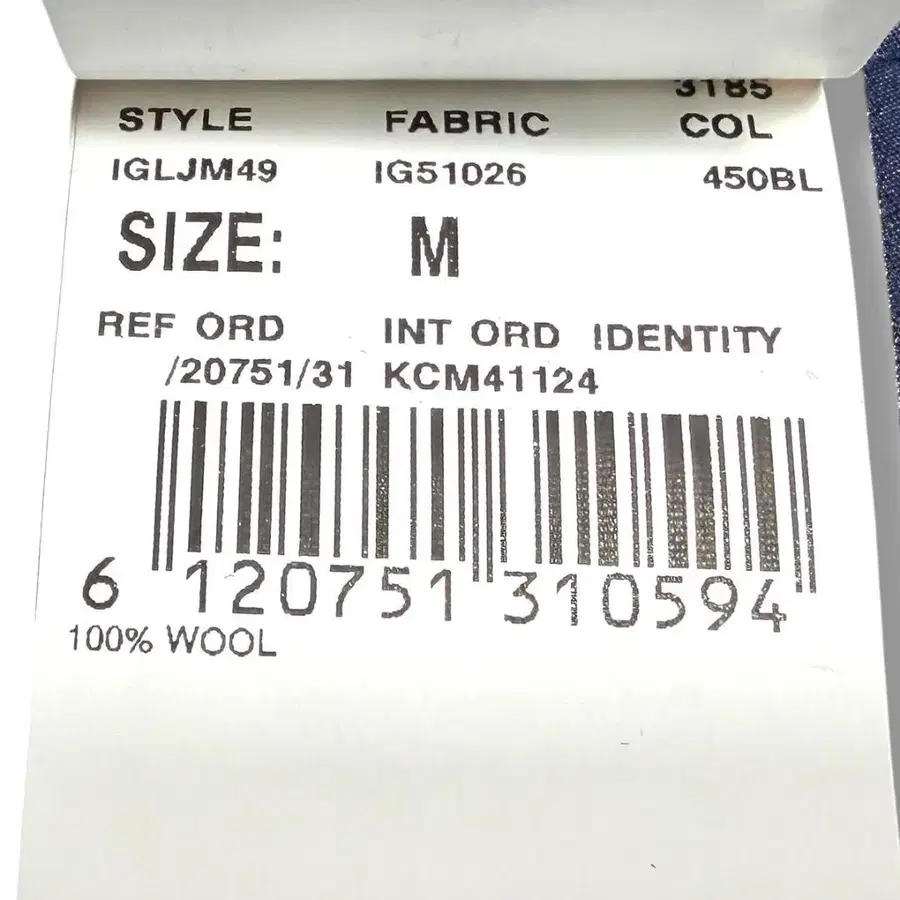 3185
STYLE FABRIC COL
IGLJM49 IG51026 450BL
SIZE: M
REF ORD INT ORD IDENTITY
/20751/31 KCM41124
6 120751 310594
100% WOOL